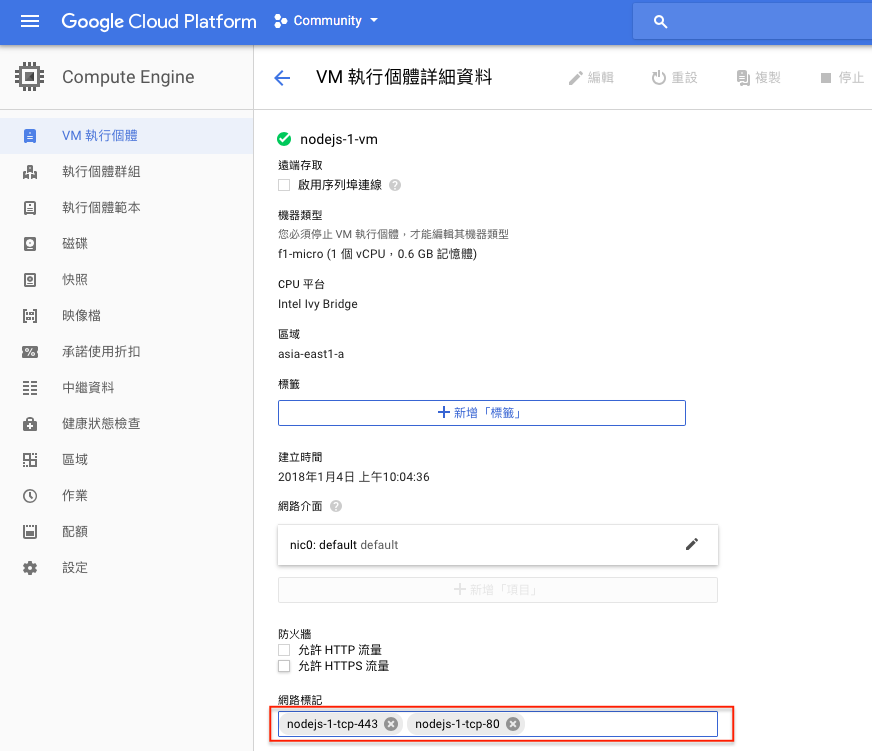 Google Cloud Platform
Community
Compute Engine
VM 執行個體詳細資料
編輯
重設
複製
停止
VM 執行個體
執行個體群組
執行個體範本
磁碟
快照
映像檔
承諾使用折扣
中繼資料
健康狀態檢查
區域
作業
配額
設定
nodejs-1-vm
遠端存取
啟用序列埠連線
機器類型
您必須停止 VM 執行個體，才能編輯其機器類型
f1-micro (1 個 vCPU，0.6 GB 記憶體)
CPU 平台
Intel Ivy Bridge
區域
asia-east1-a
標籤
新增「標籤」
建立時間
2018年1月4日 上午10:04:36
網路介面
nic0: default default
新增「項目」
防火牆
允許 HTTP 流量
允許 HTTPS 流量
網路標記
nodejs-1-tcp-443 nodejs-1-tcp-80